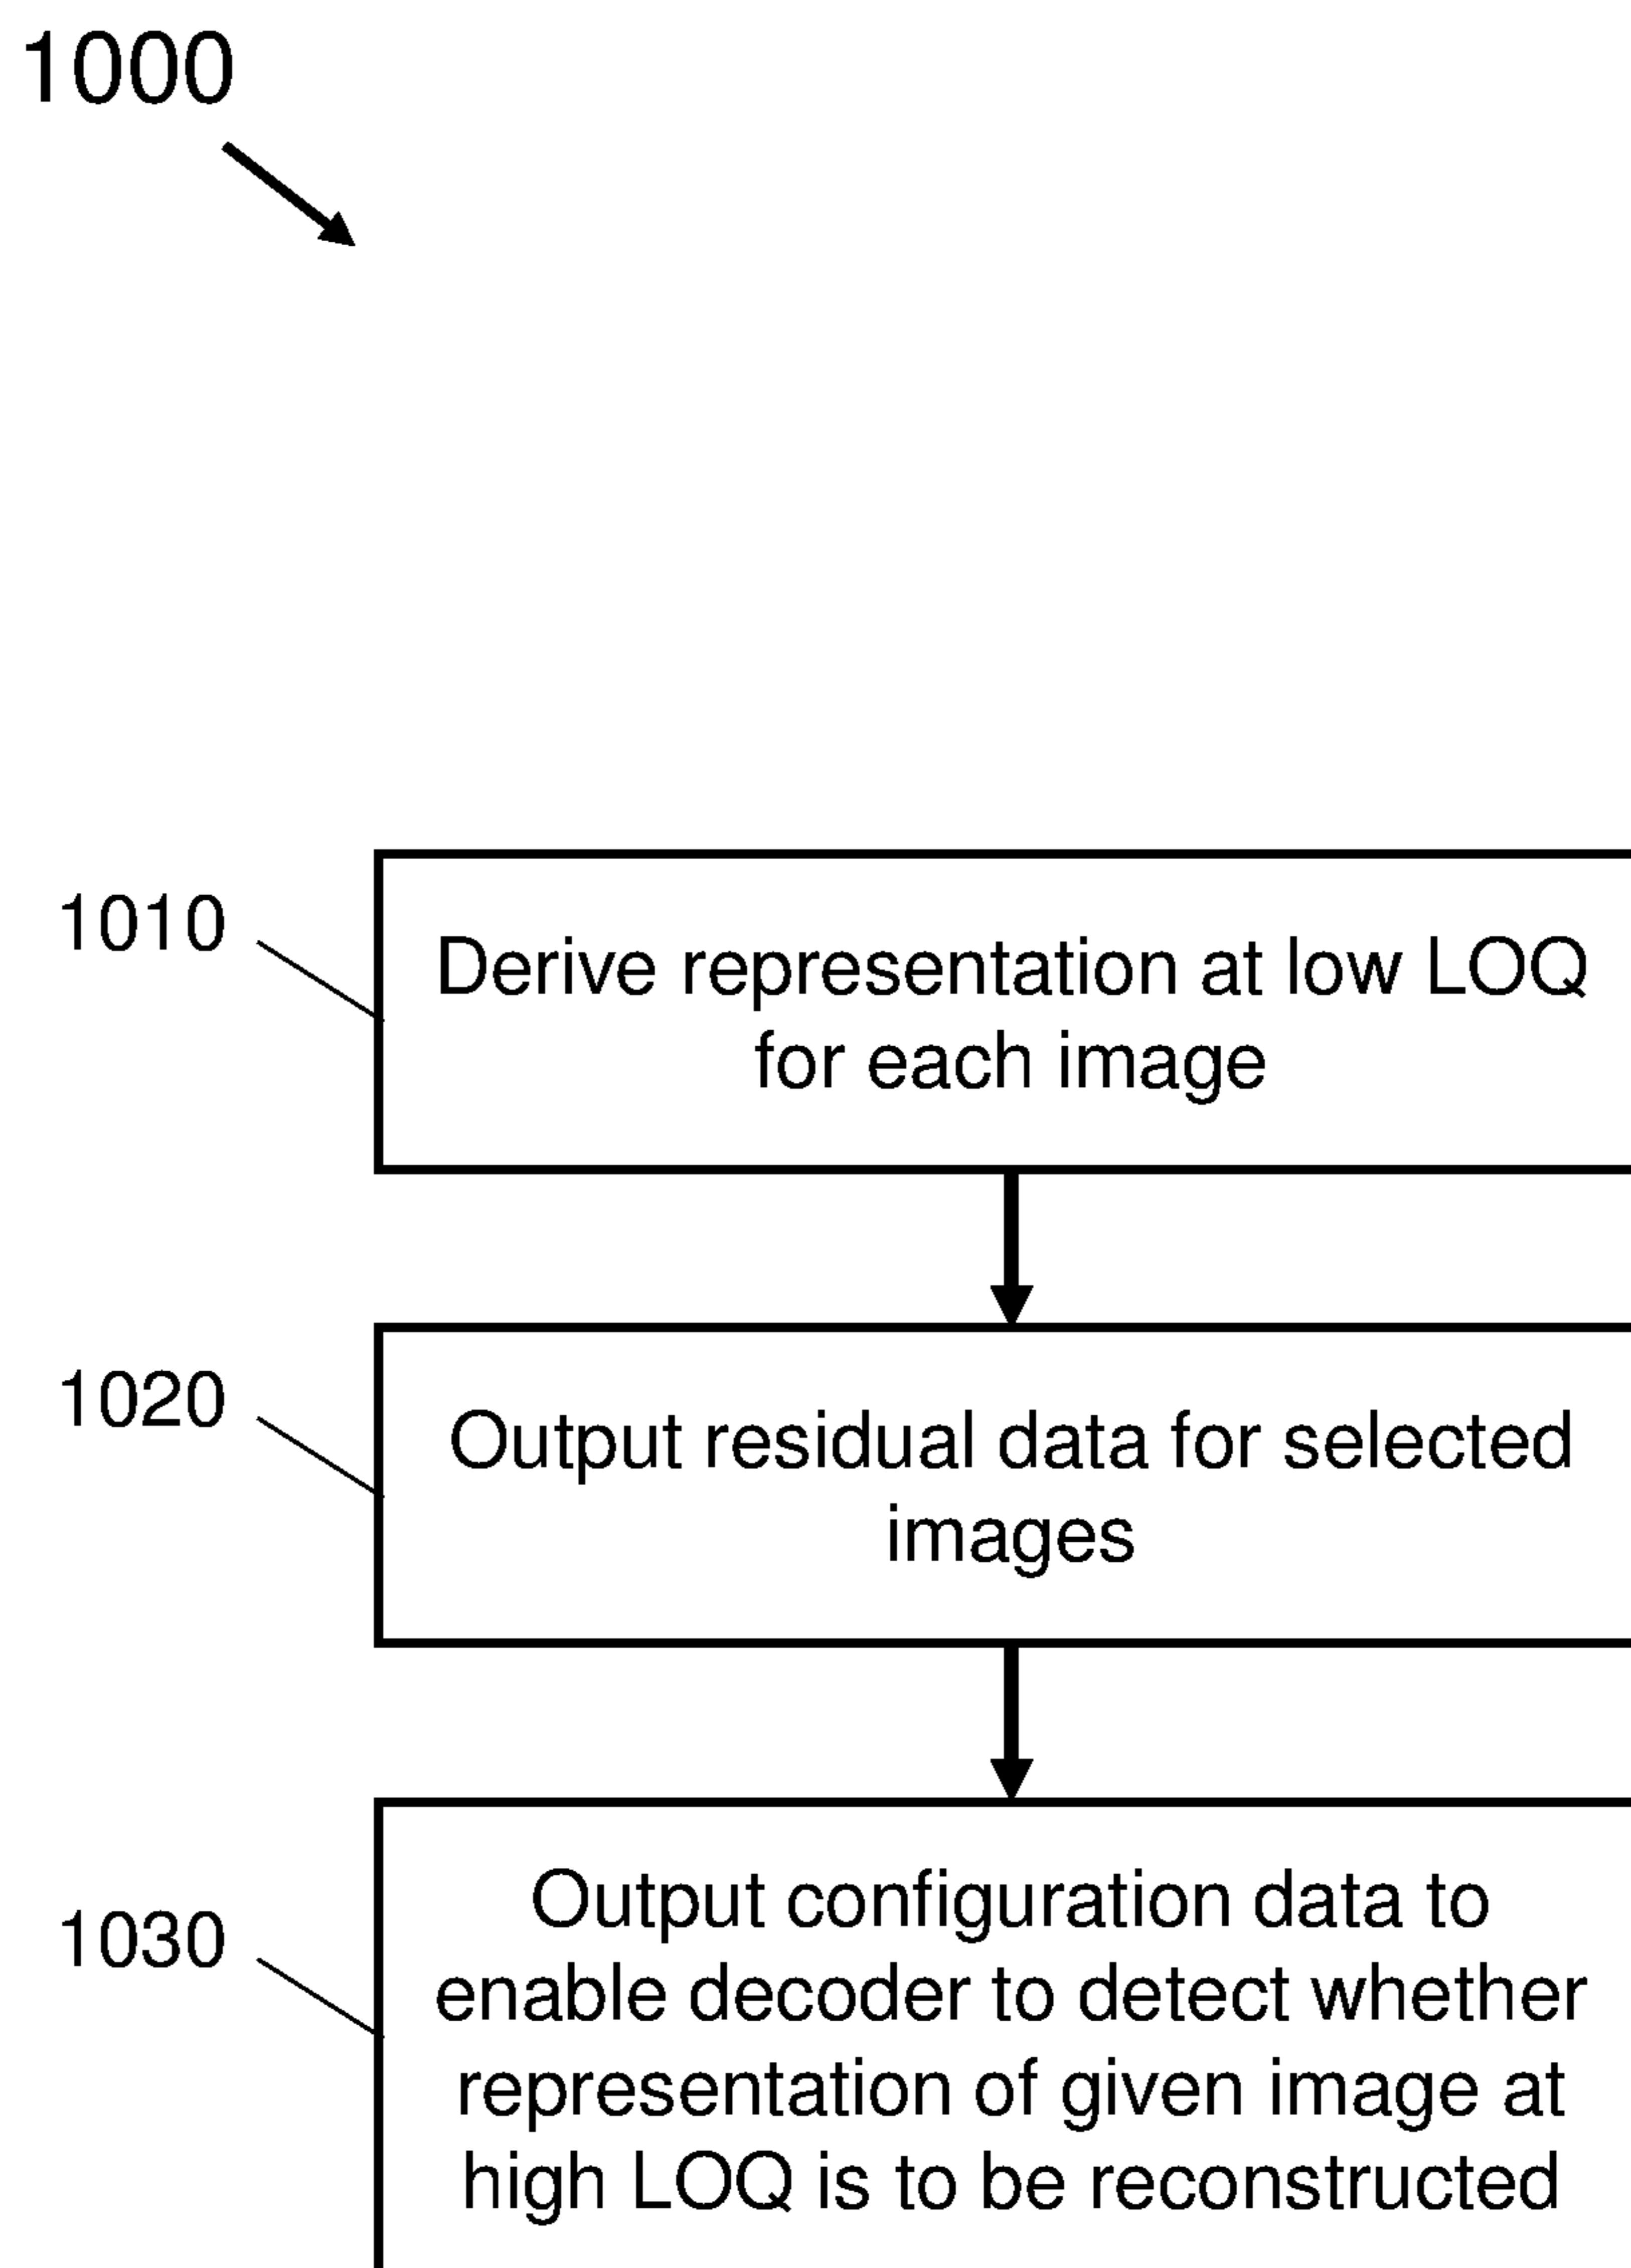 1000
1010
Derive representation at low LOQ
for each image
1020
Output residual data for selected
images
1030
Output configuration data to
enable decoder to detect whether
representation of given image at
high LOQ is to be reconstructed